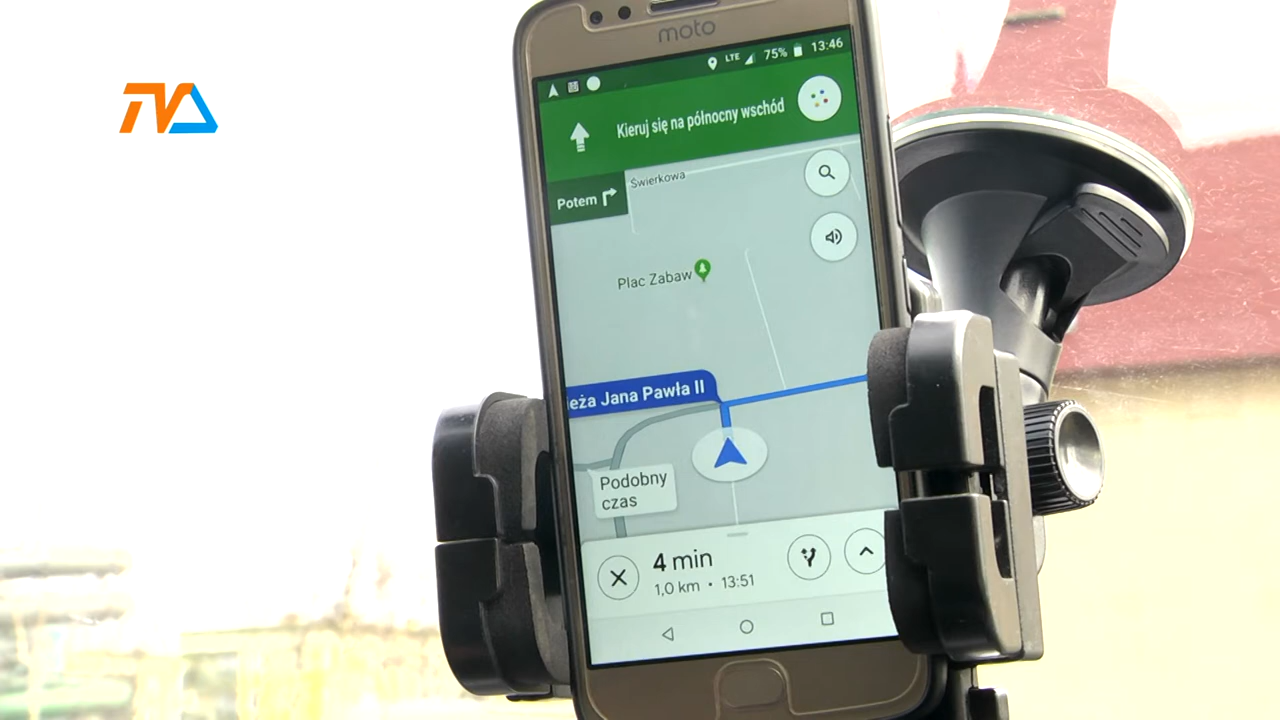 TVA
moto
LTE 75% 13:46
Kieruj się na północny wschód
Potem
Świerkowa
Plac Zabaw
ieża Jana Pawła II
Podobny
czas
4 min
1,0 km • 13:51